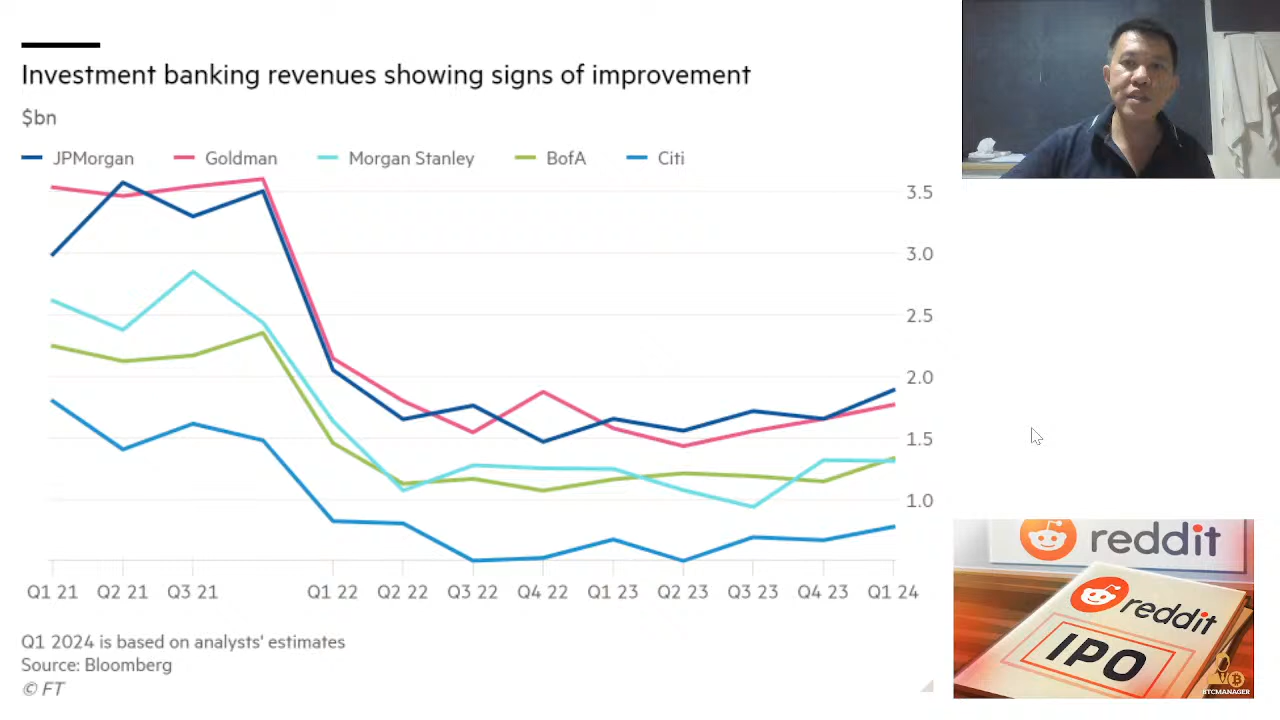 Investment banking revenues showing signs of improvement
$bn
JPMorgan Goldman Morgan Stanley BofA Citi
3.5
3.0
2.5
2.0
1.5
1.0
Q1 21 Q2 21 Q3 21 Q1 22 Q2 22 Q3 22 Q4 22 Q1 23 Q2 23 Q3 23 Q4 23 Q1 24
Q1 2024 is based on analysts' estimates
Source: Bloomberg
© FT
reddit
reddit
IPO
BTCMANAGER